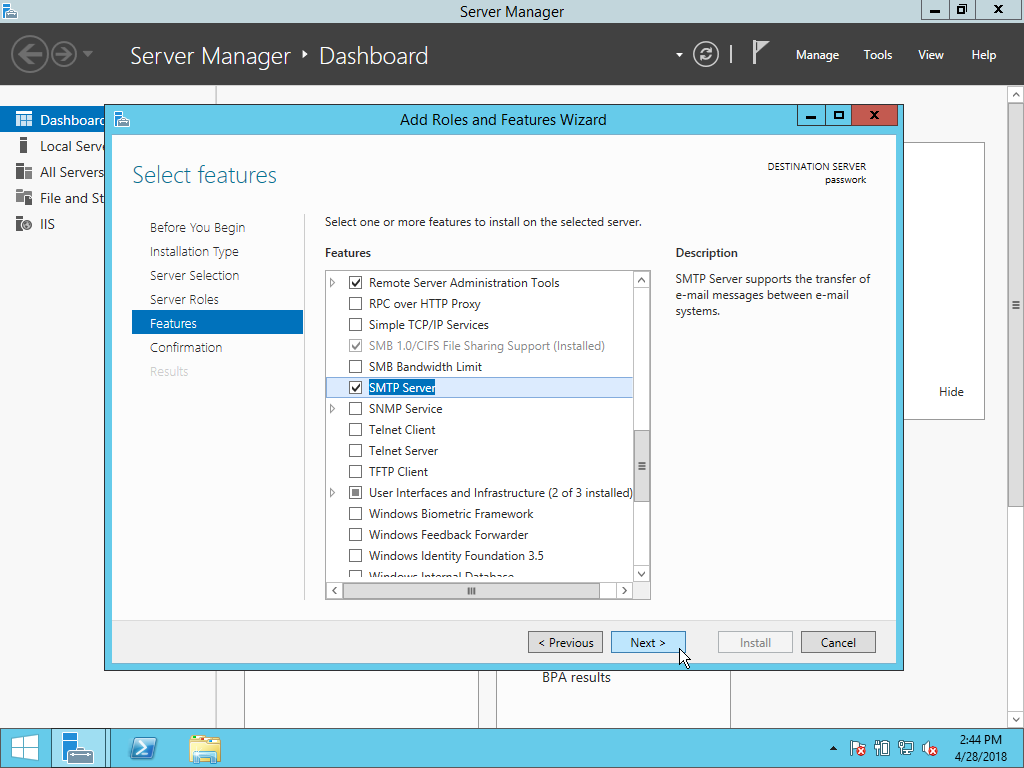 Server Manager
Server Manager
Dashboard
Manage
Tools
View
Help
Dashboard
Local Serve
All Servers
File and St
IIS
Add Roles and Features Wizard
Select features
DESTINATION SERVER
passwork
Before You Begin
Installation Type
Server Selection
Server Roles
Features
Confirmation
Results
Select one or more features to install on the selected server.
Features
Remote Server Administration Tools
RPC over HTTP Proxy
Simple TCP/IP Services
SMB 1.0/CIFS File Sharing Support (Installed)
SMB Bandwidth Limit
SMTP Server
SNMP Service
Telnet Client
Telnet Server
TFTP Client
User Interfaces and Infrastructure (2 of 3 installed)
Windows Biometric Framework
Windows Feedback Forwarder
Windows Identity Foundation 3.5
Windows Internal Database
Description
SMTP Server supports the transfer of
e-mail messages between e-mail
systems.
Hide
< Previous
Next >
Install
Cancel
BPA results
2:44 PM
4/28/2018